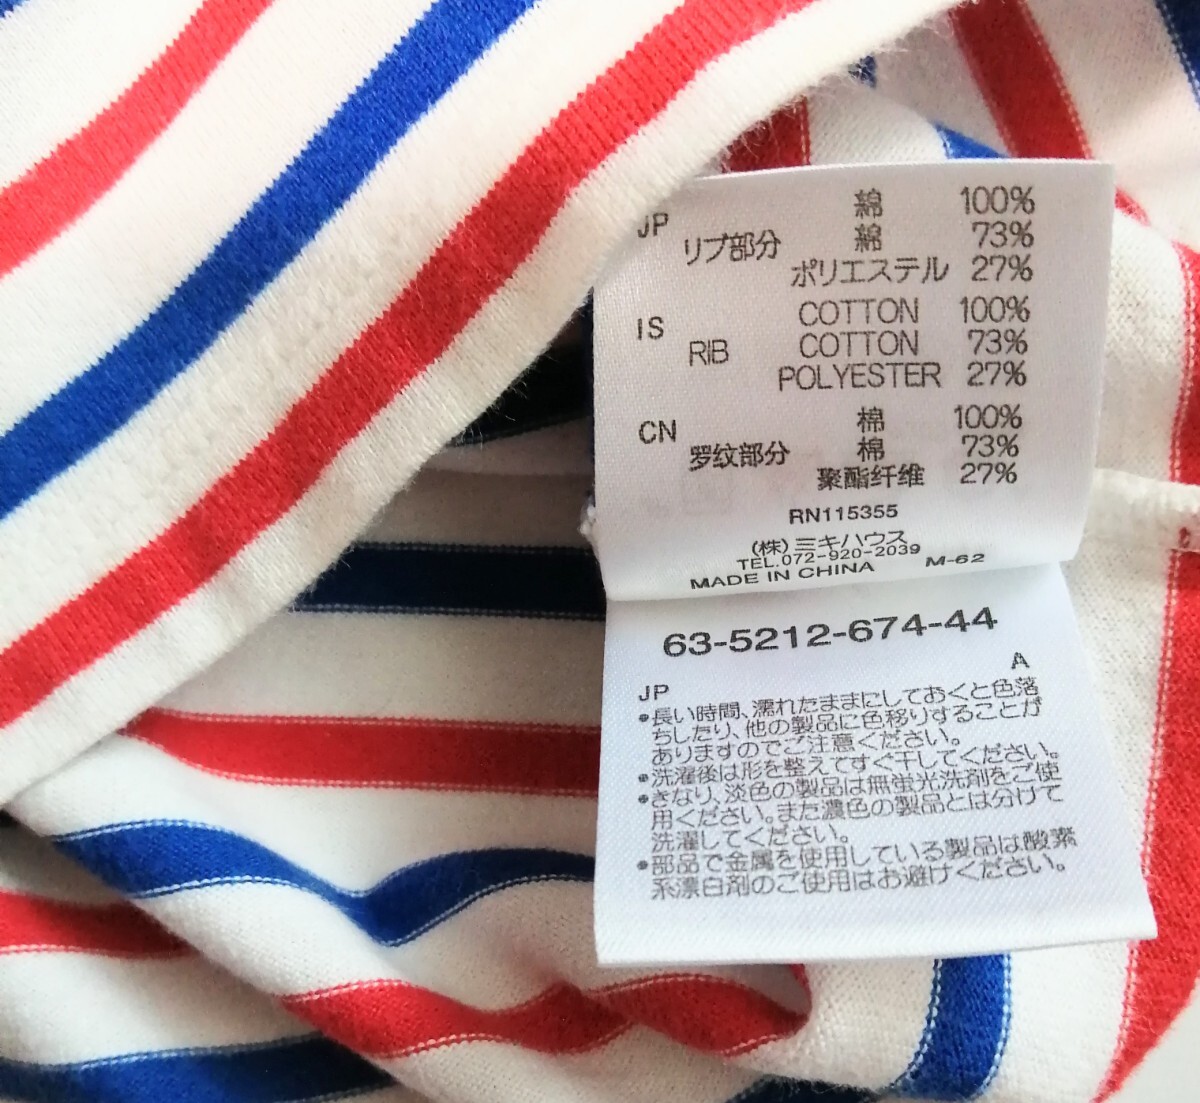 JP 綿 100%
リブ部分 綿 73%
ポリエステル 27%
IS COTTON 100%
RIB COTTON 73%
POLYESTER 27%
CN 棉 100%
罗纹部分 棉 73%
聚酯纤维 27%
RN115355
(株)ミキハウス
TEL.072-920-2039
MADE IN CHINA M-62
63-5212-674-44
A
JP
•長い時間、濡れたままにしておくと色落
ちしたり、他の製品に色移りすることが
ありますのでご注意ください。
•洗濯後は形を整えてすぐ干してください。
•きなり、淡色の製品は無蛍光洗剤をご使
用ください。また濃色の製品とは分けて
洗濯してください。
•部品で金属を使用している製品は酸素
系漂白剤のご使用はお避けください。